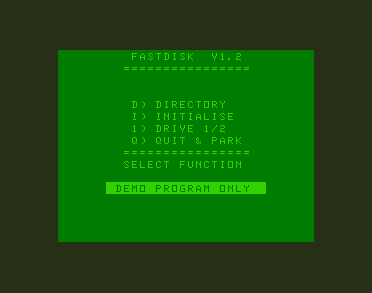 FASTDISK V1.2
================
D) DIRECTORY
I) INITIALISE
1) DRIVE 1/2
Q) QUIT & PARK
================
SELECT FUNCTION
DEMO PROGRAM ONLY